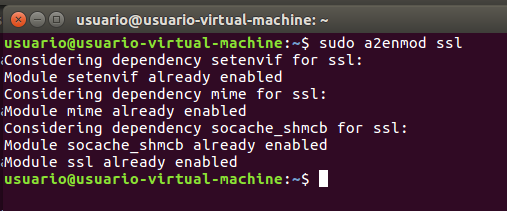 usuario@usuario-virtual-machine: ~
usuario@usuario-virtual-machine:~$ sudo a2enmod ssl
Considering dependency setenvif for ssl:
Module setenvif already enabled
Considering dependency mime for ssl:
Module mime already enabled
Considering dependency socache_shmcb for ssl:
Module socache_shmcb already enabled
Module ssl already enabled
usuario@usuario-virtual-machine:~$